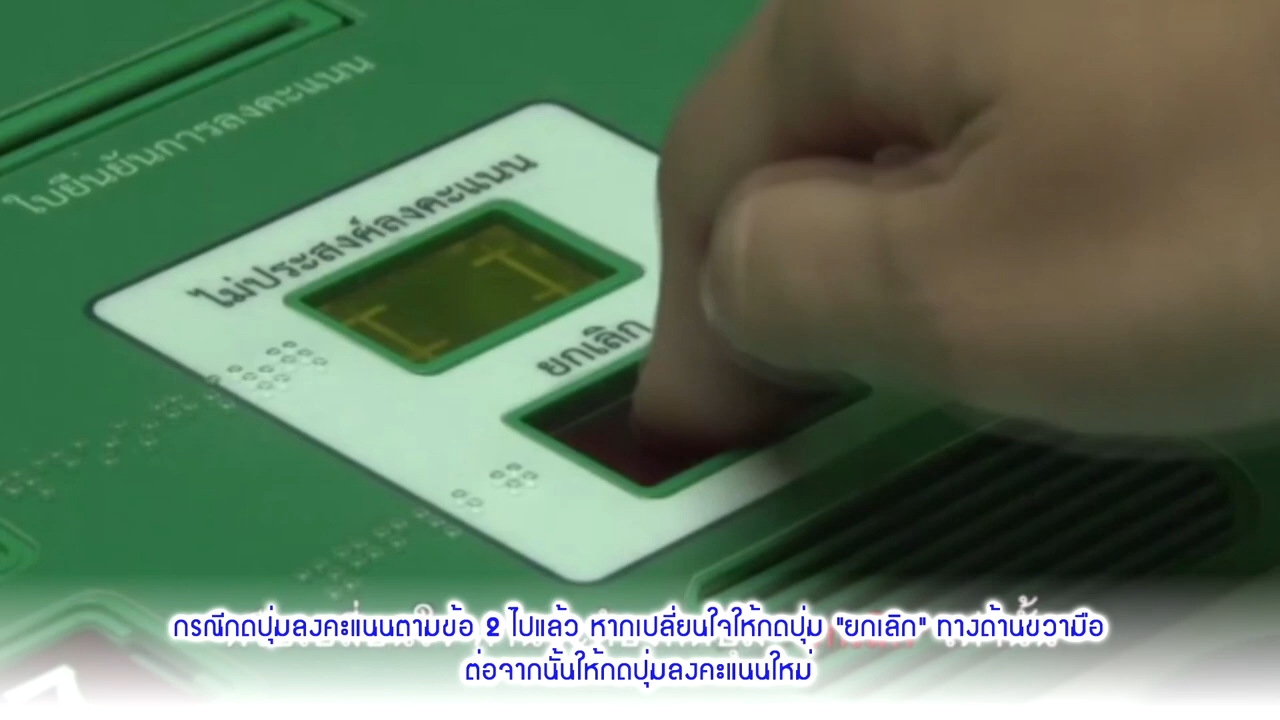 ใบยืนยันการลงคะแนน
ไม่ประสงค์ลงคะแนน
ยกเลิก
กรณีกดปุ่มลงคะแนนตามข้อ 2 ไปแล้ว หากเปลี่ยนใจให้กดปุ่ม "ยกเลิก" ทางด้านขวามือ
ต่อจากนั้นให้กดปุ่มลงคะแนนใหม่